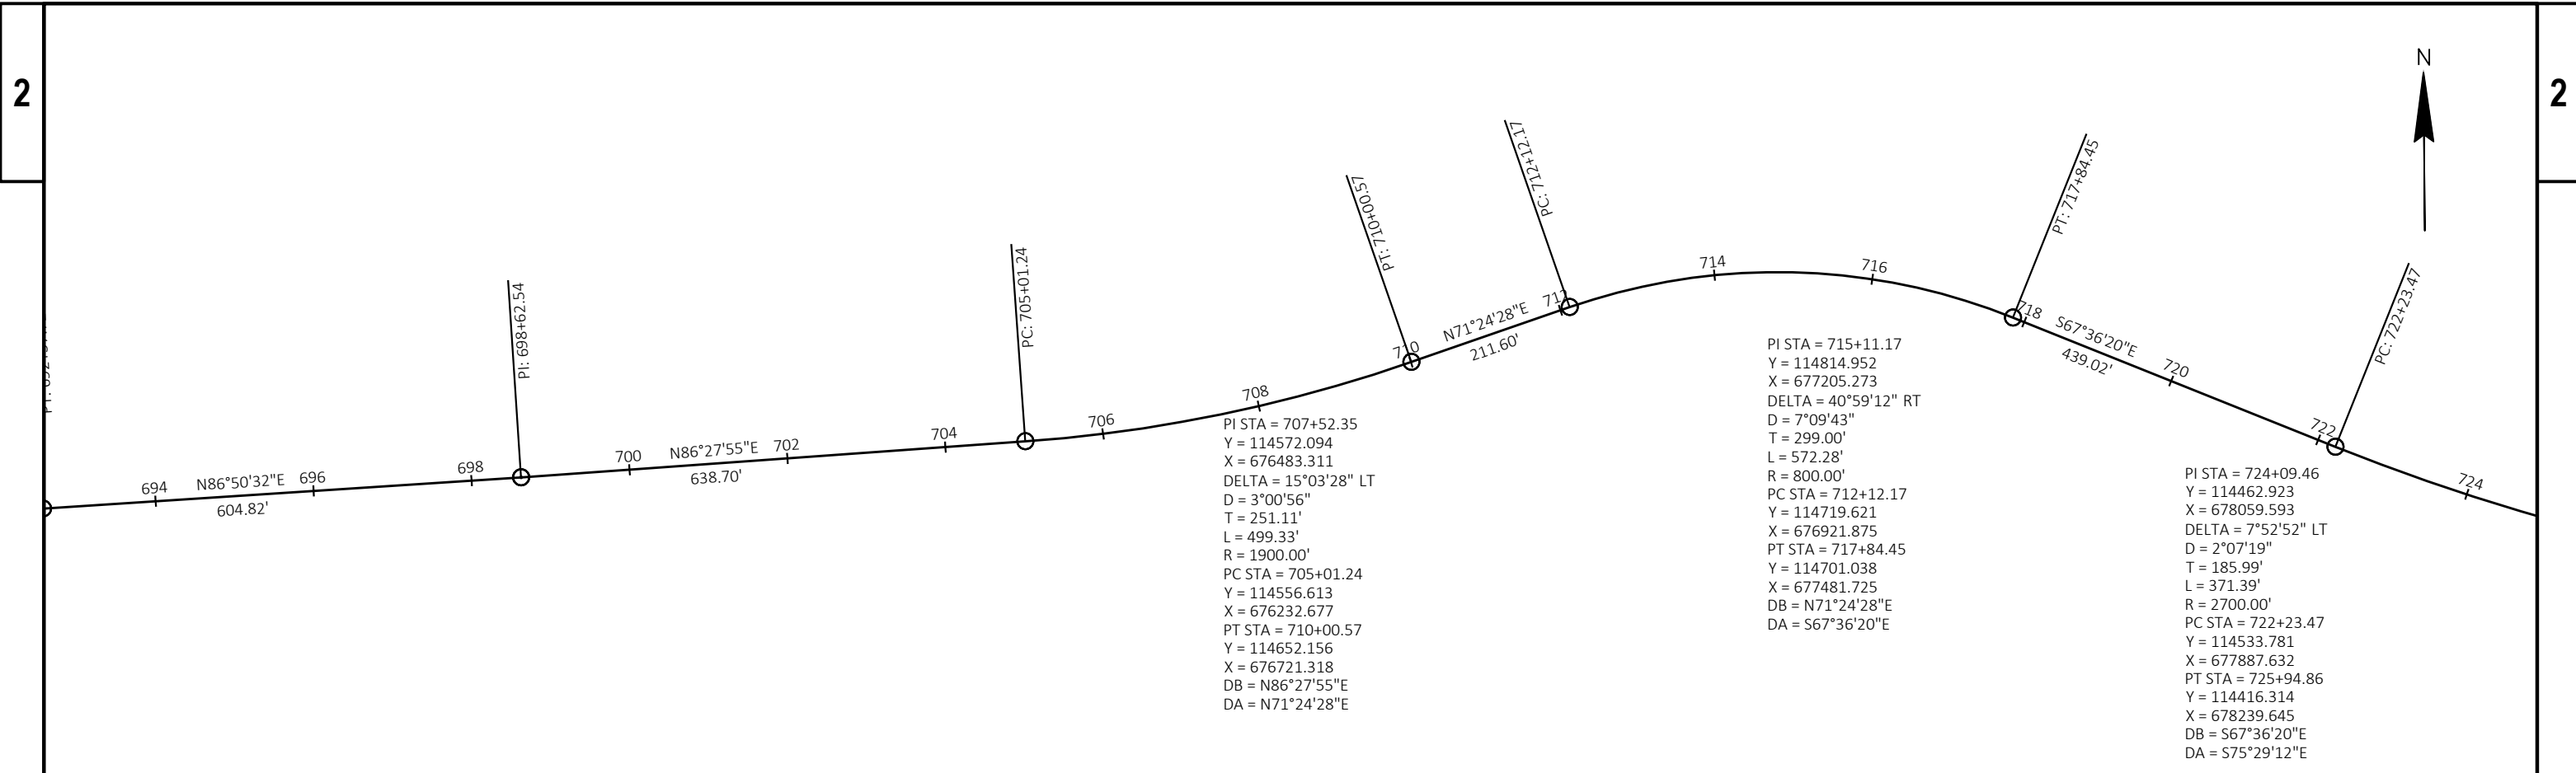 2
2
N
PI: 698+62.54
PC: 705+01.24
PT: 710+00.57
PC: 712+12.17
PT: 717+84.45
PC: 722+23.47
694
N86°50'32"E
604.82'
696
698
700
N86°27'55"E
638.70'
702
704
706
708
710
N71°24'28"E
211.60'
712
714
716
718
S67°36'20"E
439.02'
720
722
724
PI STA = 707+52.35
Y = 114572.094
X = 676483.311
DELTA = 15°03'28" LT
D = 3°00'56"
T = 251.11'
L = 499.33'
R = 1900.00'
PC STA = 705+01.24
Y = 114556.613
X = 676232.677
PT STA = 710+00.57
Y = 114652.156
X = 676721.318
DB = N86°27'55"E
DA = N71°24'28"E
PI STA = 715+11.17
Y = 114814.952
X = 677205.273
DELTA = 40°59'12" RT
D = 7°09'43"
T = 299.00'
L = 572.28'
R = 800.00'
PC STA = 712+12.17
Y = 114719.621
X = 676921.875
PT STA = 717+84.45
Y = 114701.038
X = 677481.725
DB = N71°24'28"E
DA = S67°36'20"E
PI STA = 724+09.46
Y = 114462.923
X = 678059.593
DELTA = 7°52'52" LT
D = 2°07'19"
T = 185.99'
L = 371.39'
R = 2700.00'
PC STA = 722+23.47
Y = 114533.781
X = 677887.632
PT STA = 725+94.86
Y = 114416.314
X = 678239.645
DB = S67°36'20"E
DA = S75°29'12"E